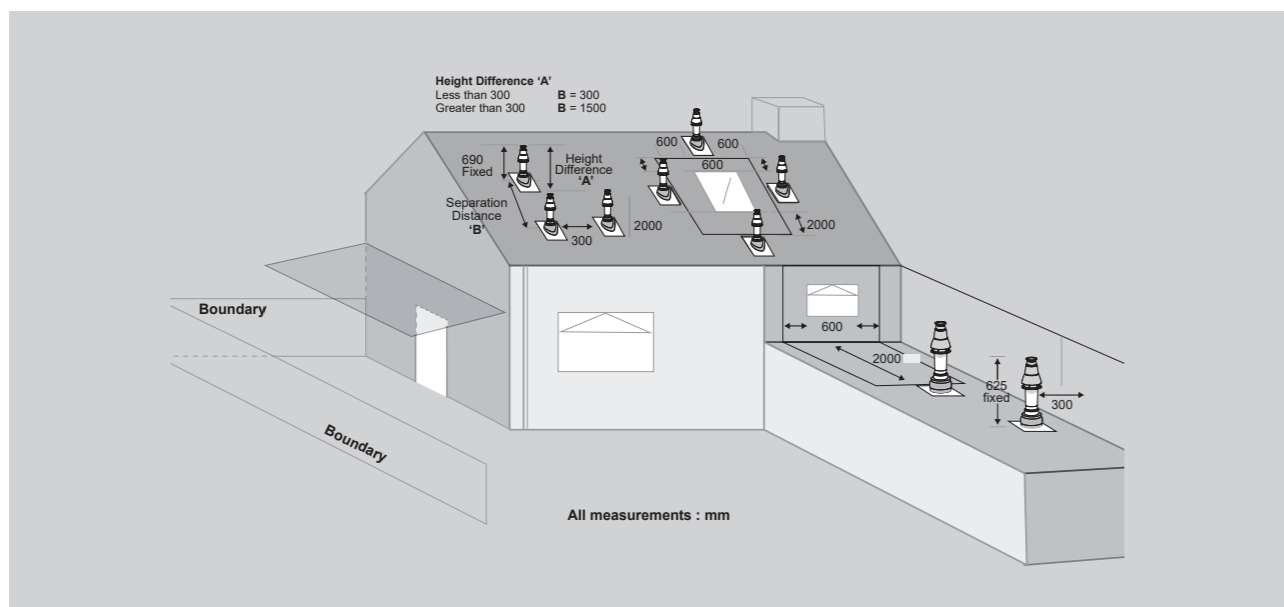 Height Difference ‘A’
Less than 300 B = 300
Greater than 300 B = 1500
690
Fixed
Height
Difference
‘A’
Separation
Distance
‘B’
300
2000
600
600
600
2000
600
2000
625
fixed
300
Boundary
Boundary
All measurements : mm